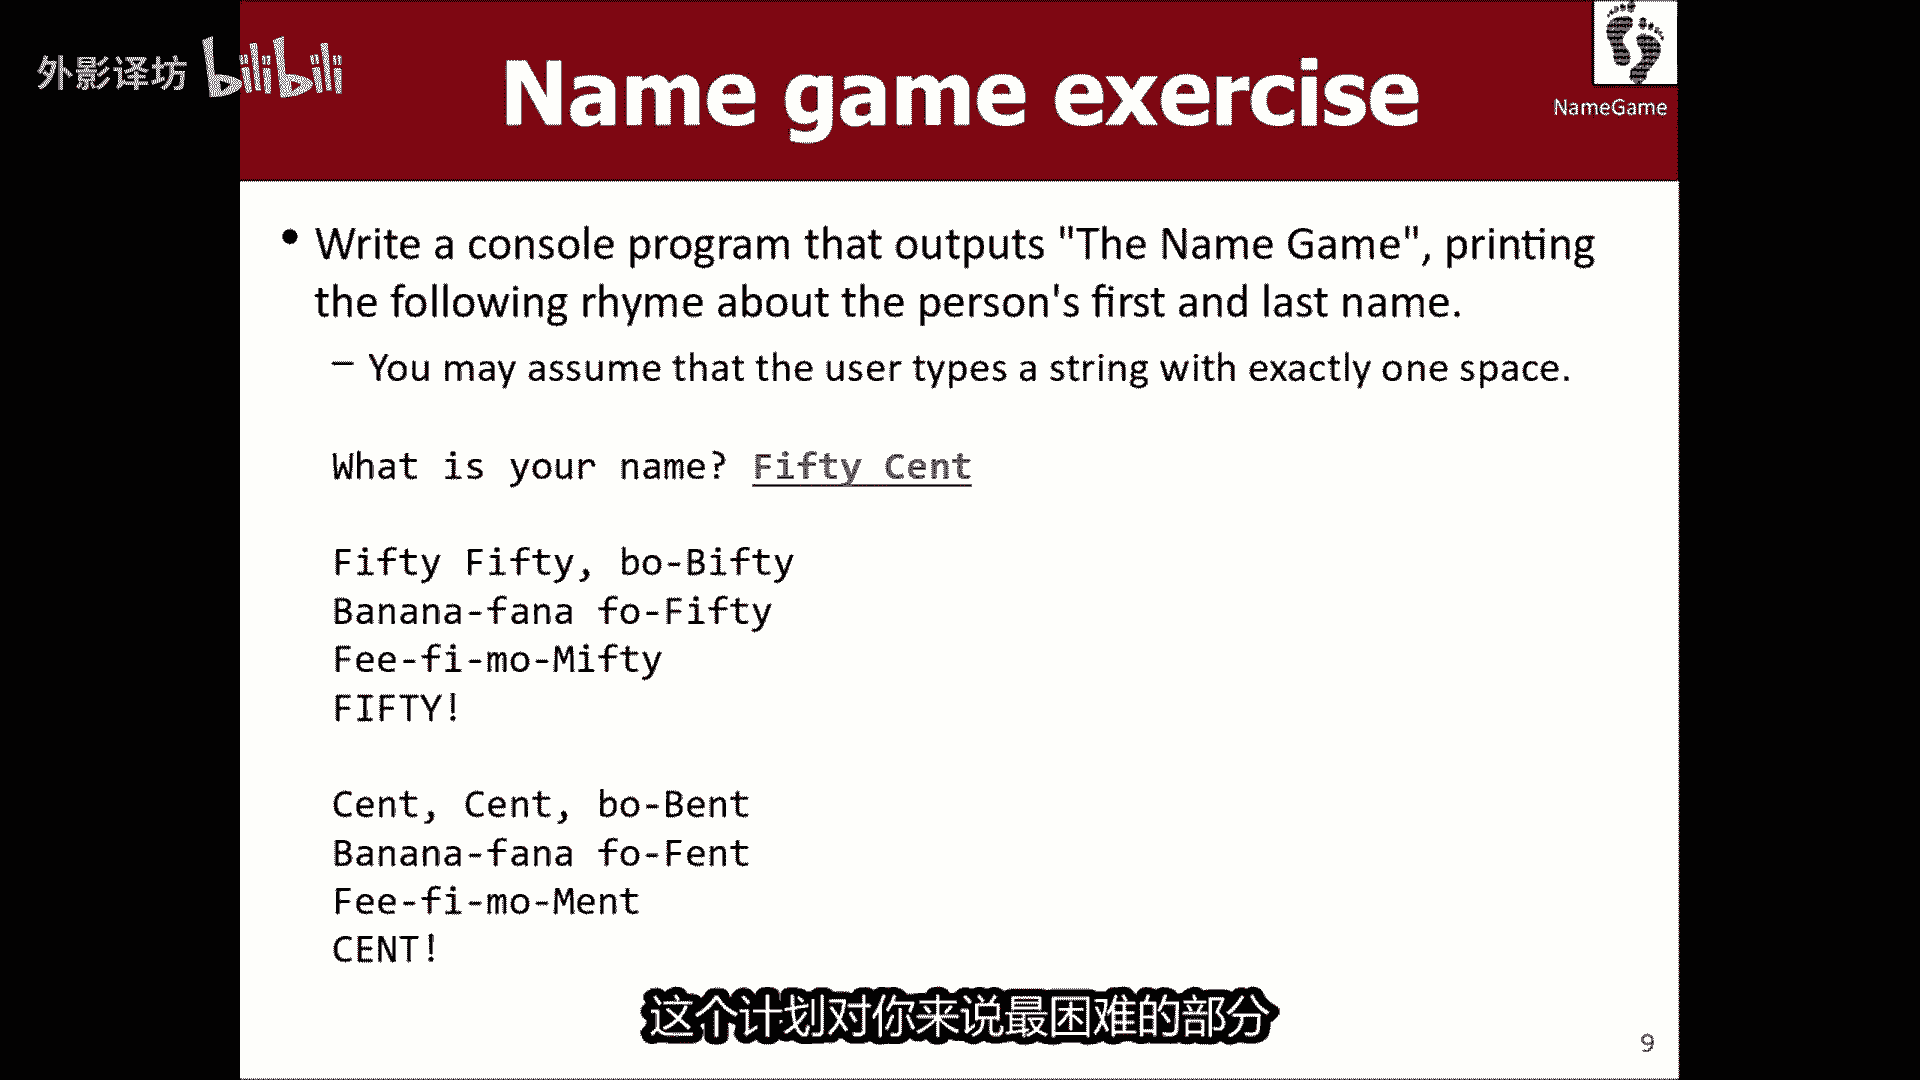 外影译坊 bilibili
Name game exercise
NameGame
• Write a console program that outputs "The Name Game", printing
the following rhyme about the person's first and last name.
– You may assume that the user types a string with exactly one space.
What is your name? Fifty Cent
Fifty Fifty, bo-Bifty
Banana-fana fo-Fifty
Fee-fi-mo-Mifty
FIFTY!
Cent, Cent, bo-Bent
Banana-fana fo-Fent
Fee-fi-mo-Ment
CENT!
这个计划对你来说最困难的部分
9